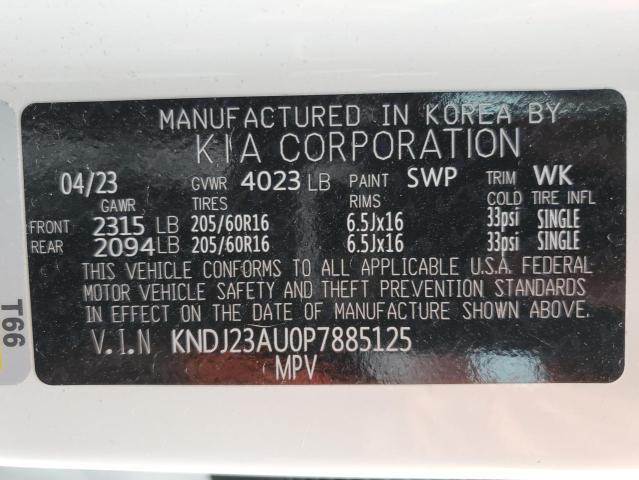 MANUFACTURED IN KOREA BY
KIA CORPORATION
04/23 GVWR 4023 LB PAINT SWP TRIM WK
GAWR TIRES RIMS COLD TIRE INFL
FRONT 2315 LB 205/60R16 6.5Jx16 33psi SINGLE
REAR 2094 LB 205/60R16 6.5Jx16 33psi SINGLE
THIS VEHICLE CONFORMS TO ALL APPLICABLE U.S.A. FEDERAL
MOTOR VEHICLE SAFETY AND THEFT PREVENTION STANDARDS
IN EFFECT ON THE DATE OF MANUFACTURE SHOWN ABOVE.
V.I.N KNDJ23AU0P7885125
MPV
T66